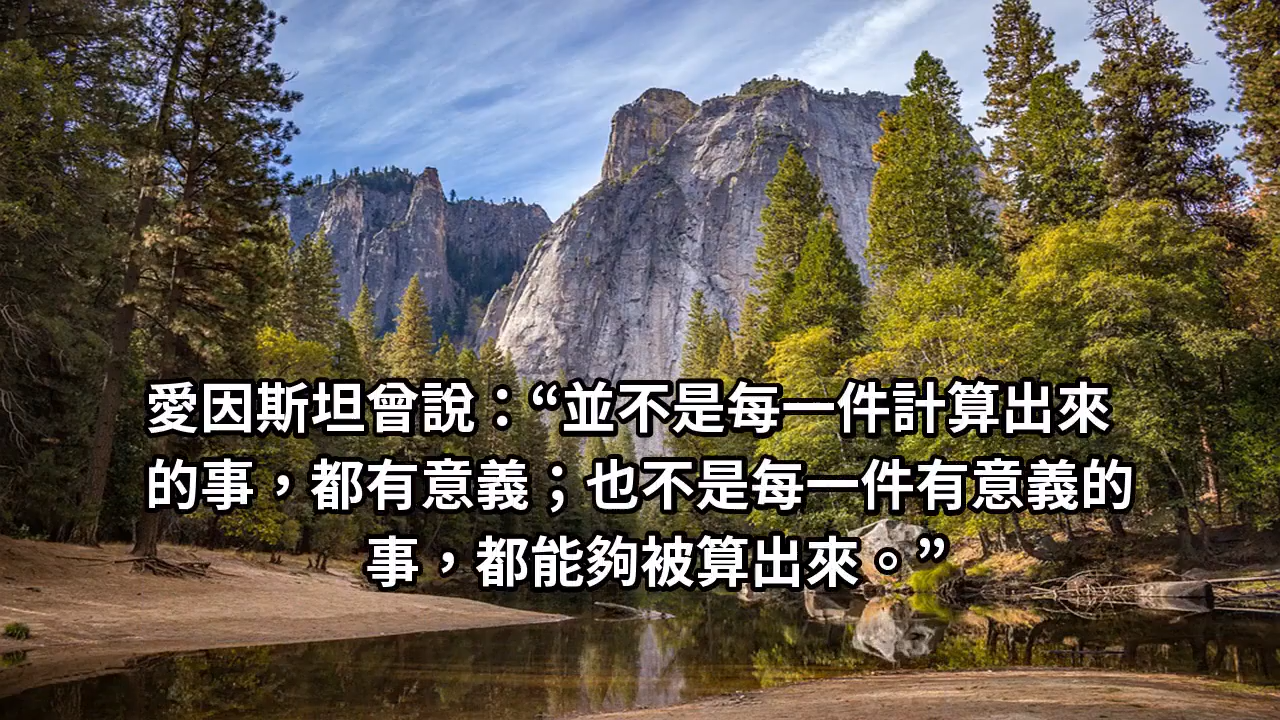 愛因斯坦曾說：“並不是每一件計算出來
的事，都有意義；也不是每一件有意義的
事，都能夠被算出來。”